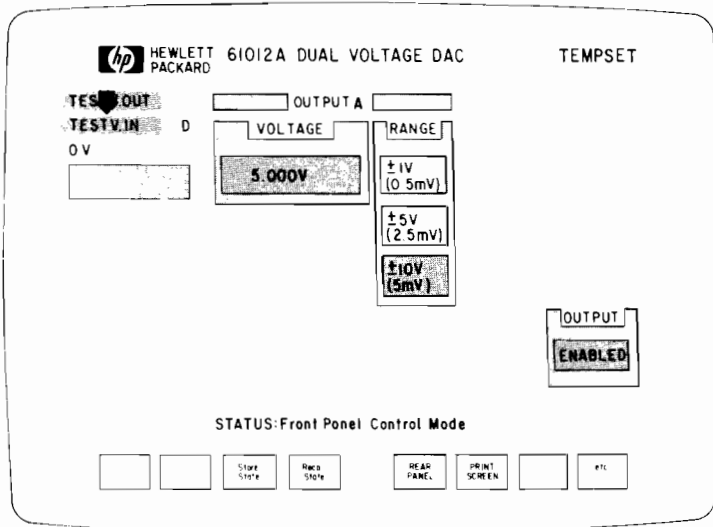 hp HEWLETT PACKARD 61012A DUAL VOLTAGE DAC TEMPSET
OUTPUT A
TESTV.IN D
0 V
VOLTAGE
5.000V
RANGE
±1V
(0.5mV)
±5V
(2.5mV)
±10V
(5mV)
OUTPUT
ENABLED
STATUS:Front Panel Control Mode
Store
State
State
REAR
PANEL
PRINT
SCREEN
etc